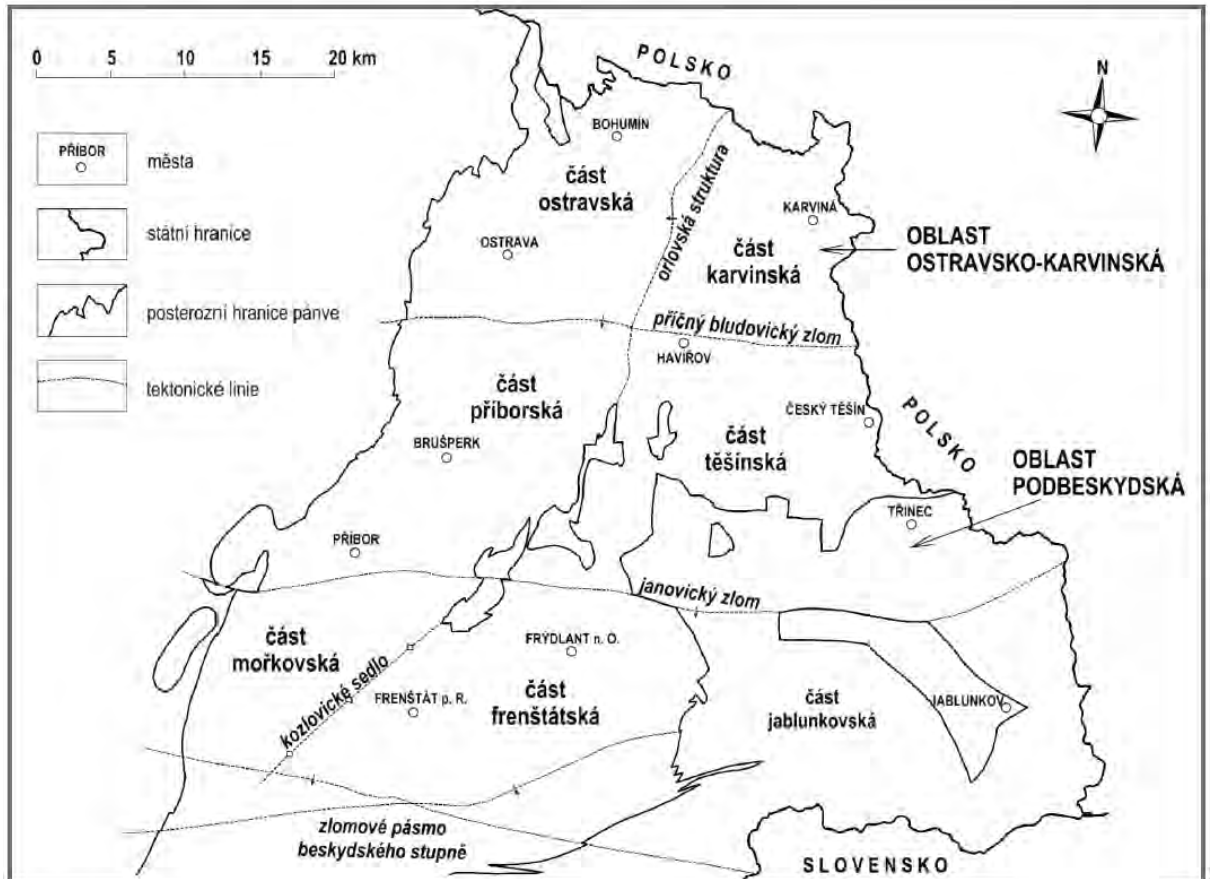 0 5 10 15 20 km
PŘÍBOR
města
státní hranice
posterozní hranice pánve
tektonické linie
POLSKO
N
BOHUMÍN
část
ostravská
OSTRAVA
orlovská struktura
KARVINÁ
část
karvinská
OBLAST
OSTRAVSKO-KARVINSKÁ
příčný bludovický zlom
HAVÍŘOV
část
příborská
BRUŠPERK
ČESKÝ TĚŠÍN
POLSKO
část
těšínská
OBLAST
PODBESKYDSKÁ
TŘINEC
PŘÍBOR
janovický zlom
část
mořkovská
FRÝDLANT n. O.
kozlovické sedlo
FRENŠTÁT p. R.
část
frenštátská
část
jablunkovská
JABLUNKOV
zlomové pásmo
beskydského stupně
SLOVENSKO